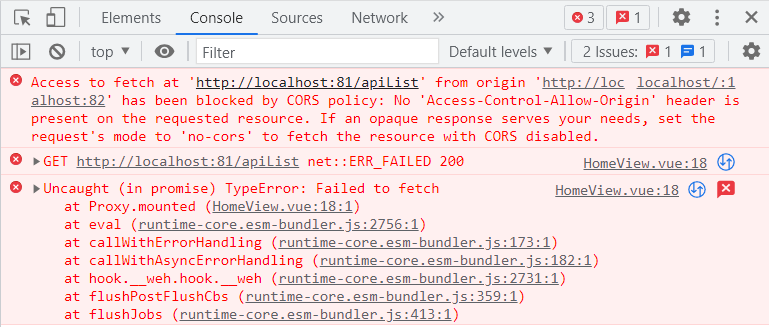 Elements Console Sources Network » 3 1
top Filter Default levels 2 Issues: 1 1
Access to fetch at 'http://localhost:81/apiList' from origin 'http://loc localhost/:1
alhost:82' has been blocked by CORS policy: No 'Access-Control-Allow-Origin' header is
present on the requested resource. If an opaque response serves your needs, set the
request's mode to 'no-cors' to fetch the resource with CORS disabled.
GET http://localhost:81/apiList net::ERR_FAILED 200 HomeView.vue:18
Uncaught (in promise) TypeError: Failed to fetch HomeView.vue:18
at Proxy.mounted (HomeView.vue:18:1)
at eval (runtime-core.esm-bundler.js:2756:1)
at callWithErrorHandling (runtime-core.esm-bundler.js:173:1)
at callWithAsyncErrorHandling (runtime-core.esm-bundler.js:182:1)
at hook.__weh.hook.__weh (runtime-core.esm-bundler.js:2731:1)
at flushPostFlushCbs (runtime-core.esm-bundler.js:359:1)
at flushJobs (runtime-core.esm-bundler.js:413:1)